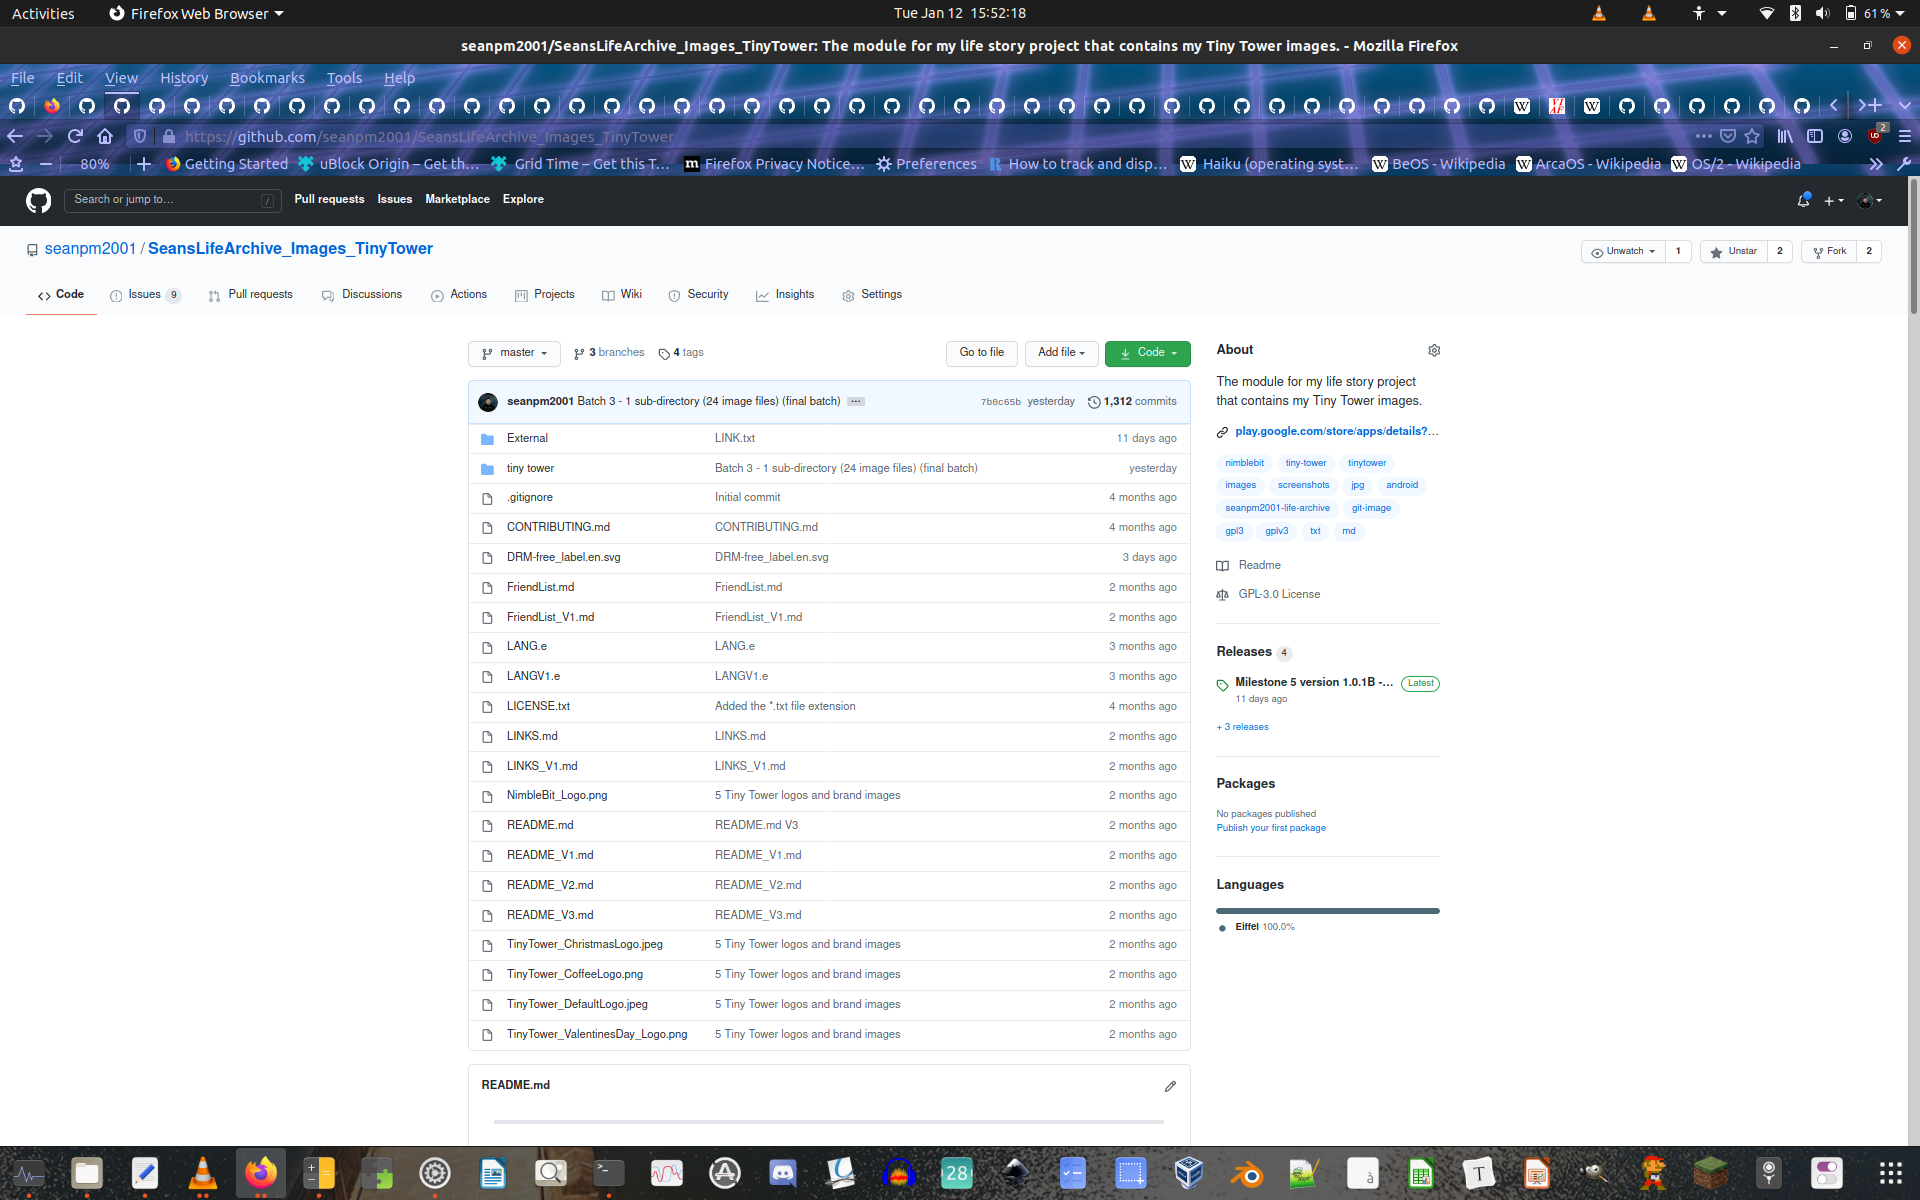 Activities Firefox Web Browser Tue Jan 12 15:52:18 61 %
seanpm2001/SeansLifeArchive_Images_TinyTower: The module for my life story project that contains my Tiny Tower images. - Mozilla Firefox
File Edit View History Bookmarks Tools Help
https://github.com/seanpm2001/SeansLifeArchive_Images_TinyTower 2
80% Getting Started uBlock Origin – Get th… Grid Time – Get this T… Firefox Privacy Notice… Preferences How to track and disp… Haiku (operating syst… BeOS - Wikipedia ArcaOS - Wikipedia OS/2 - Wikipedia
Search or jump to… / Pull requests Issues Marketplace Explore
seanpm2001 / SeansLifeArchive_Images_TinyTower Unwatch 1 Unstar 2 Fork 2
Code Issues 9 Pull requests Discussions Actions Projects Wiki Security Insights Settings
master 3 branches 4 tags Go to file Add file Code
seanpm2001 Batch 3 - 1 sub-directory (24 image files) (final batch) ... 7b0c65b yesterday 1,312 commits
External LINK.txt 11 days ago
tiny tower Batch 3 - 1 sub-directory (24 image files) (final batch) yesterday
.gitignore Initial commit 4 months ago
CONTRIBUTING.md CONTRIBUTING.md 4 months ago
DRM-free_label.en.svg DRM-free_label.en.svg 3 days ago
FriendList.md FriendList.md 2 months ago
FriendList_V1.md FriendList_V1.md 2 months ago
LANG.e LANG.e 3 months ago
LANGV1.e LANGV1.e 3 months ago
LICENSE.txt Added the *.txt file extension 4 months ago
LINKS.md LINKS.md 2 months ago
LINKS_V1.md LINKS_V1.md 2 months ago
NimbleBit_Logo.png 5 Tiny Tower logos and brand images 2 months ago
README.md README.md V3 2 months ago
README_V1.md README_V1.md 2 months ago
README_V2.md README_V2.md 2 months ago
README_V3.md README_V3.md 2 months ago
TinyTower_ChristmasLogo.jpeg 5 Tiny Tower logos and brand images 2 months ago
TinyTower_CoffeeLogo.png 5 Tiny Tower logos and brand images 2 months ago
TinyTower_DefaultLogo.jpeg 5 Tiny Tower logos and brand images 2 months ago
TinyTower_ValentinesDay_Logo.png 5 Tiny Tower logos and brand images 2 months ago
README.md
About
The module for my life story project
that contains my Tiny Tower images.
play.google.com/store/apps/details?…
nimblebit tiny-tower tinytower
images screenshots jpg android
seanpm2001-life-archive git-image
gpl3 gplv3 txt md
Readme
GPL-3.0 License
Releases 4
Milestone 5 version 1.0.1B -… Latest
11 days ago
+ 3 releases
Packages
No packages published
Publish your first package
Languages
Eiffel 100.0%
28